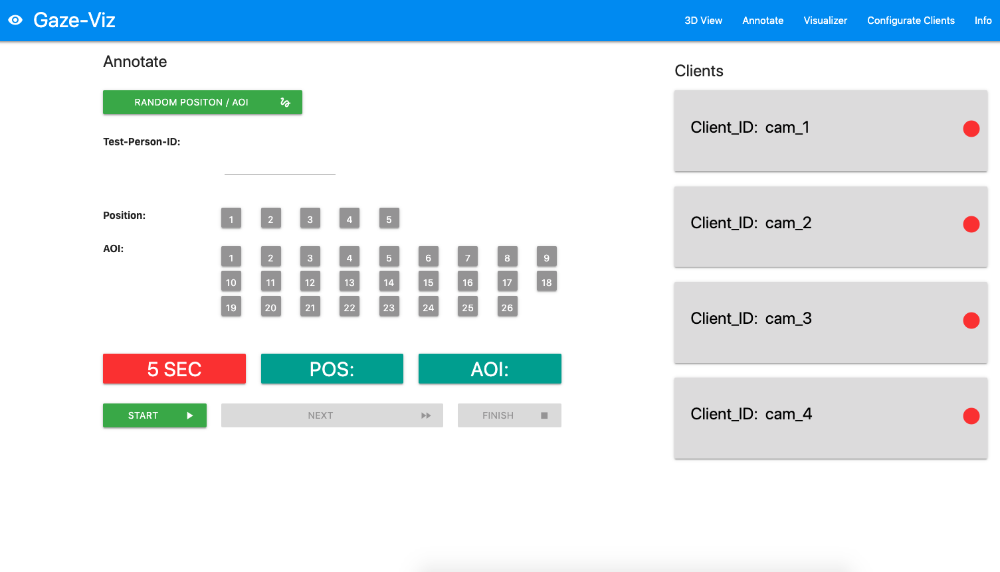 Gaze-Viz
3D View Annotate Visualizer Configurate Clients Info
Annotate
RANDOM POSITON / AOI
Test-Person-ID:
Position:
1 2 3 4 5
AOI:
1 2 3 4 5 6 7 8 9
10 11 12 13 14 15 16 17 18
19 20 21 22 23 24 25 26
5 SEC POS: AOI:
START NEXT FINISH
Clients
Client_ID: cam_1
Client_ID: cam_2
Client_ID: cam_3
Client_ID: cam_4